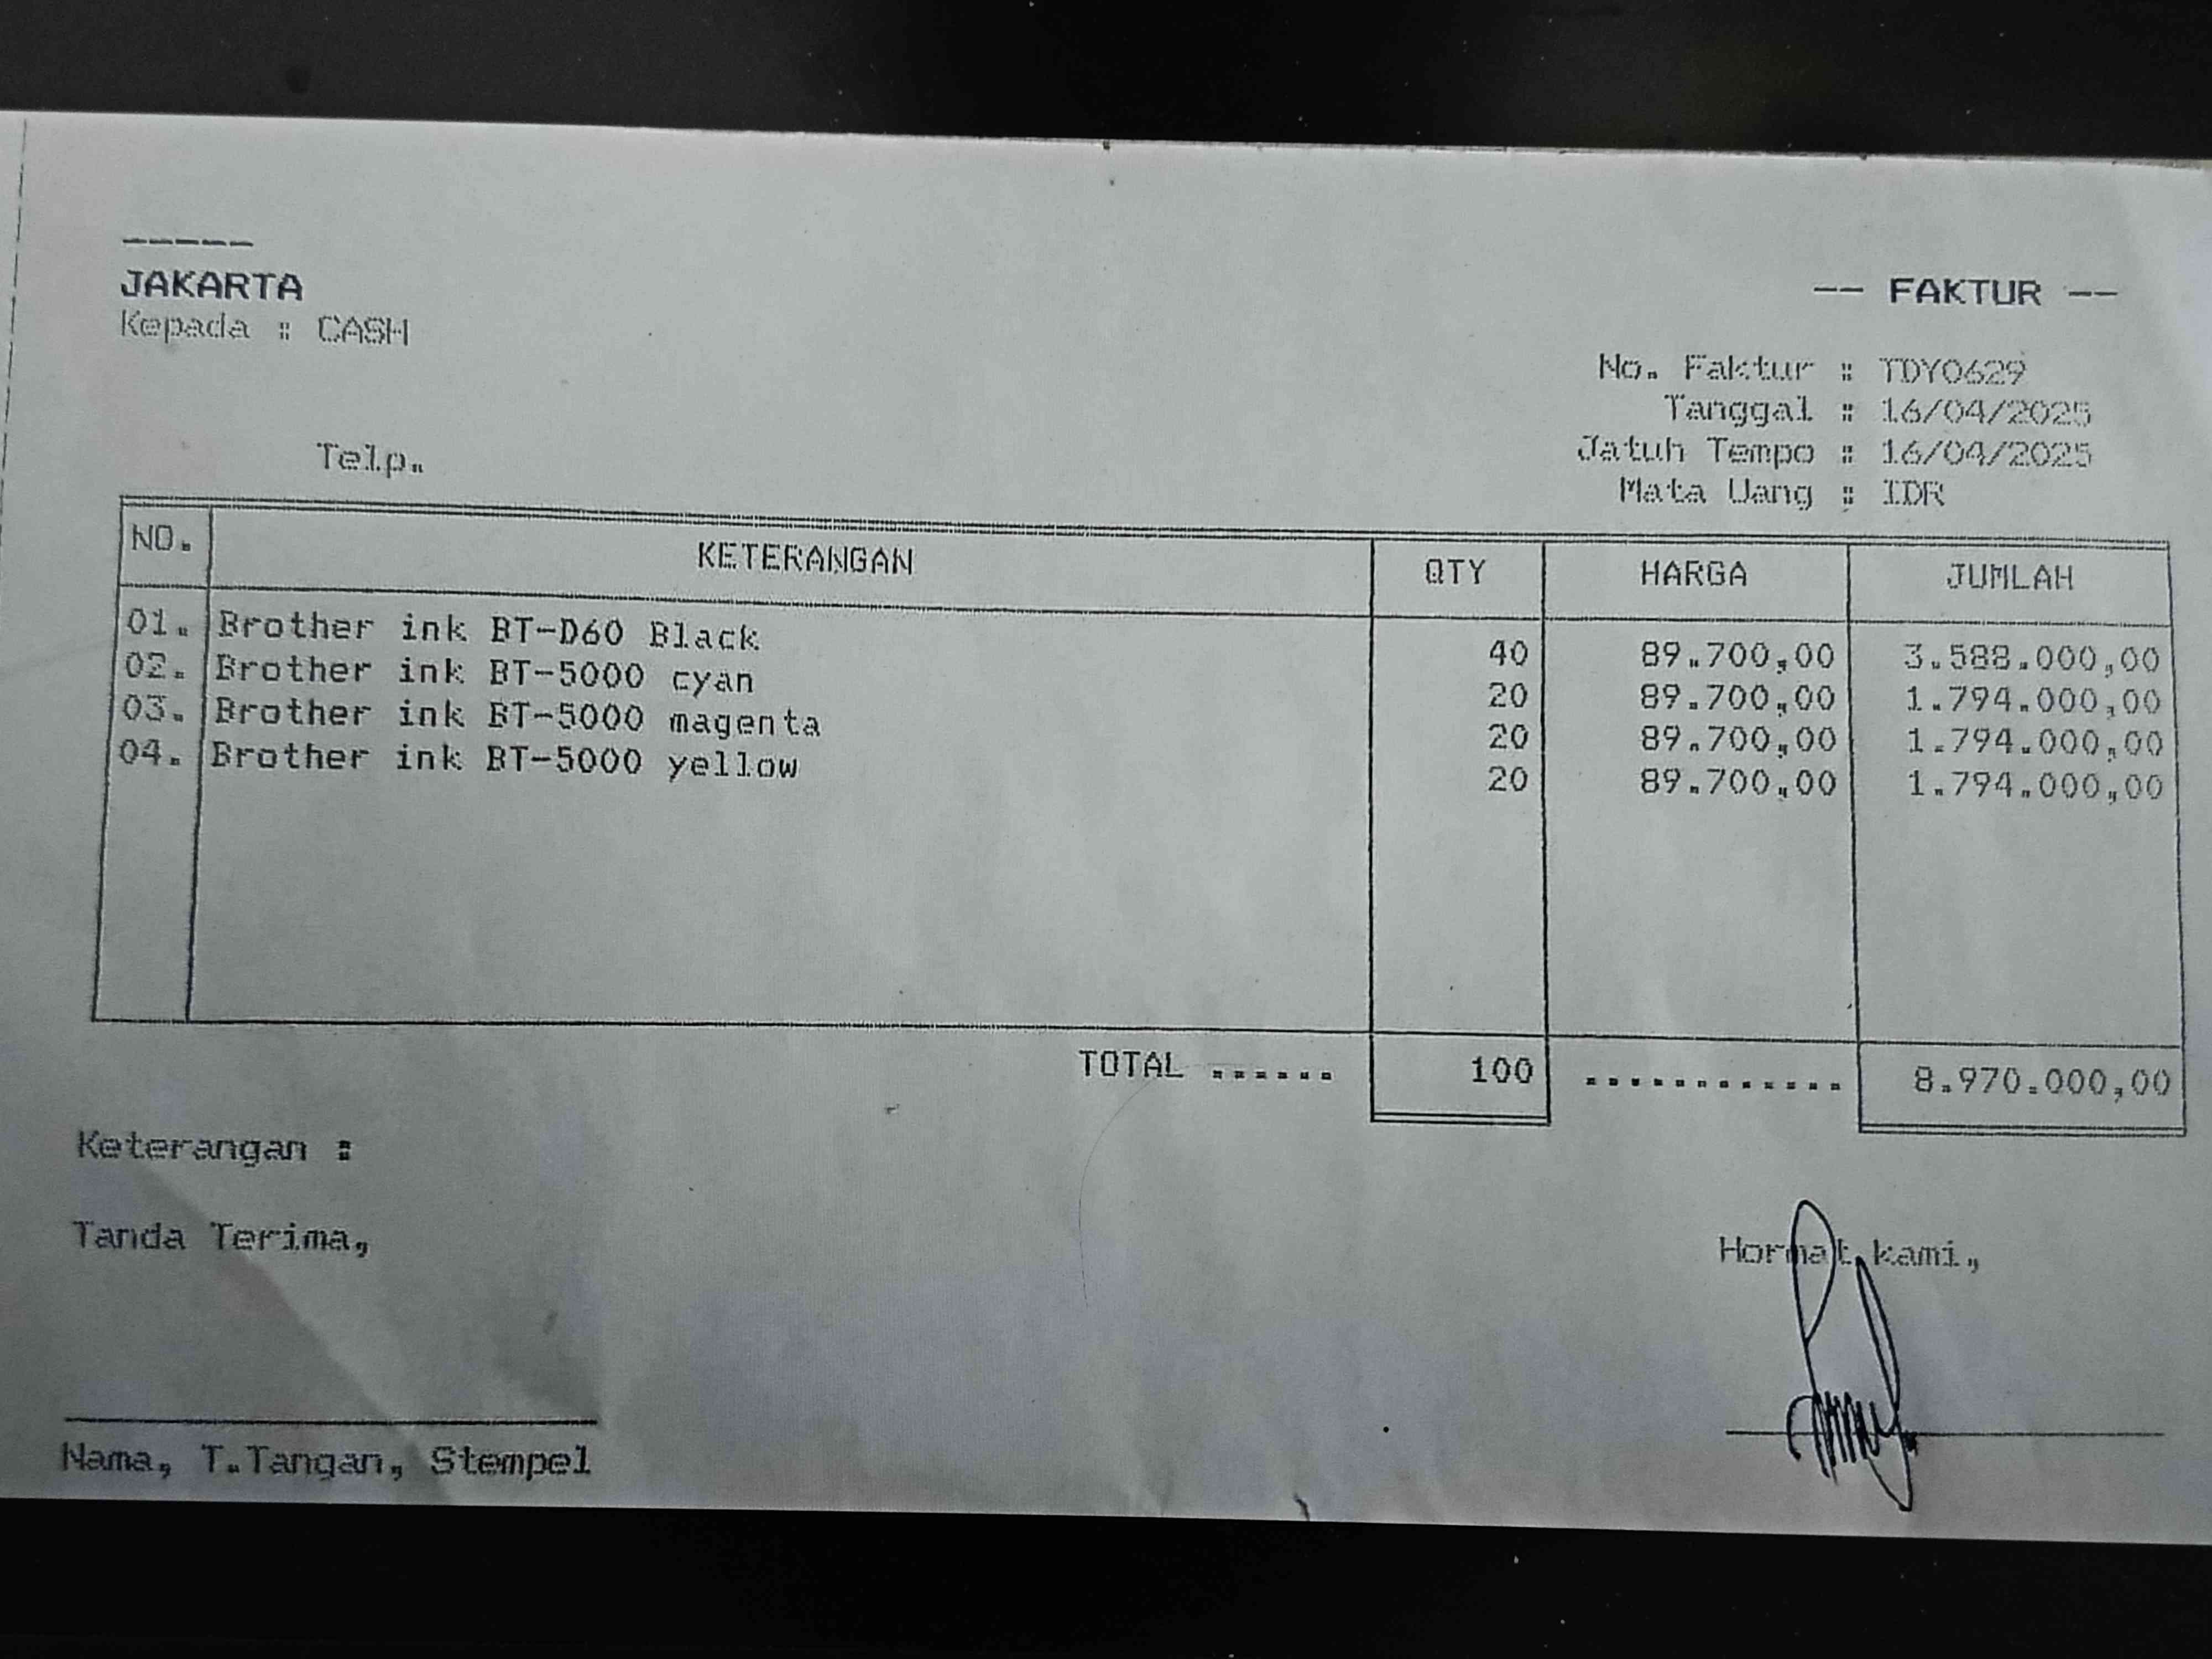 -----
JAKARTA
-- FAKTUR --
Kepada : CASH
No. Faktur : TDY0629
Tanggal : 16/04/2025
Telp.
Jatuh Tempo : 16/04/2025
Mata Uang : IDR
NO. KETERANGAN QTY HARGA JUMLAH
01. Brother ink BT-D60 Black 40 89.700,00 3.588.000,00
02. Brother ink BT-5000 cyan 20 89.700,00 1.794.000,00
03. Brother ink BT-5000 magenta 20 89.700,00 1.794.000,00
04. Brother ink BT-5000 yellow 20 89.700,00 1.794.000,00
TOTAL ...... 100 ............ 8.970.000,00
Keterangan :
Tanda Terima,
Hormat kami,
Nama, T.Tangan, Stempel